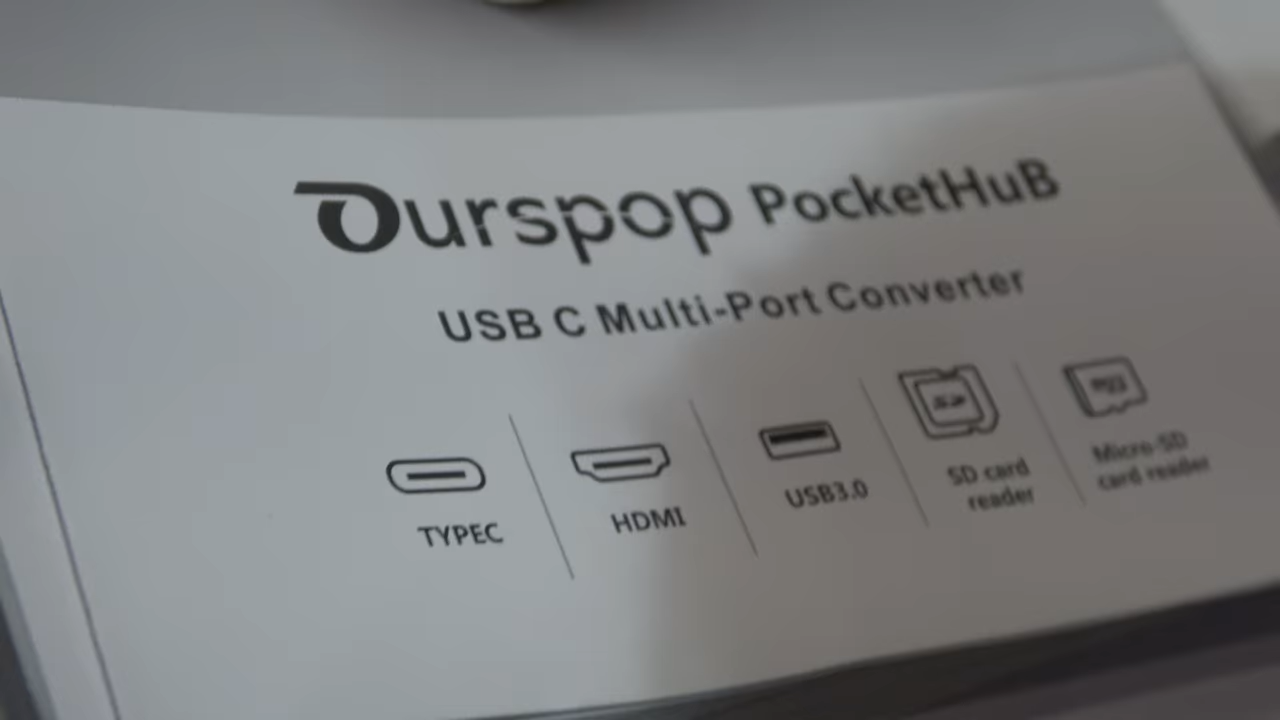 Ourspop PocketHuB
USB C Multi-Port Converter
TYPEC
HDMI
USB3.0
SD card
reader
Micro-SD
card reader